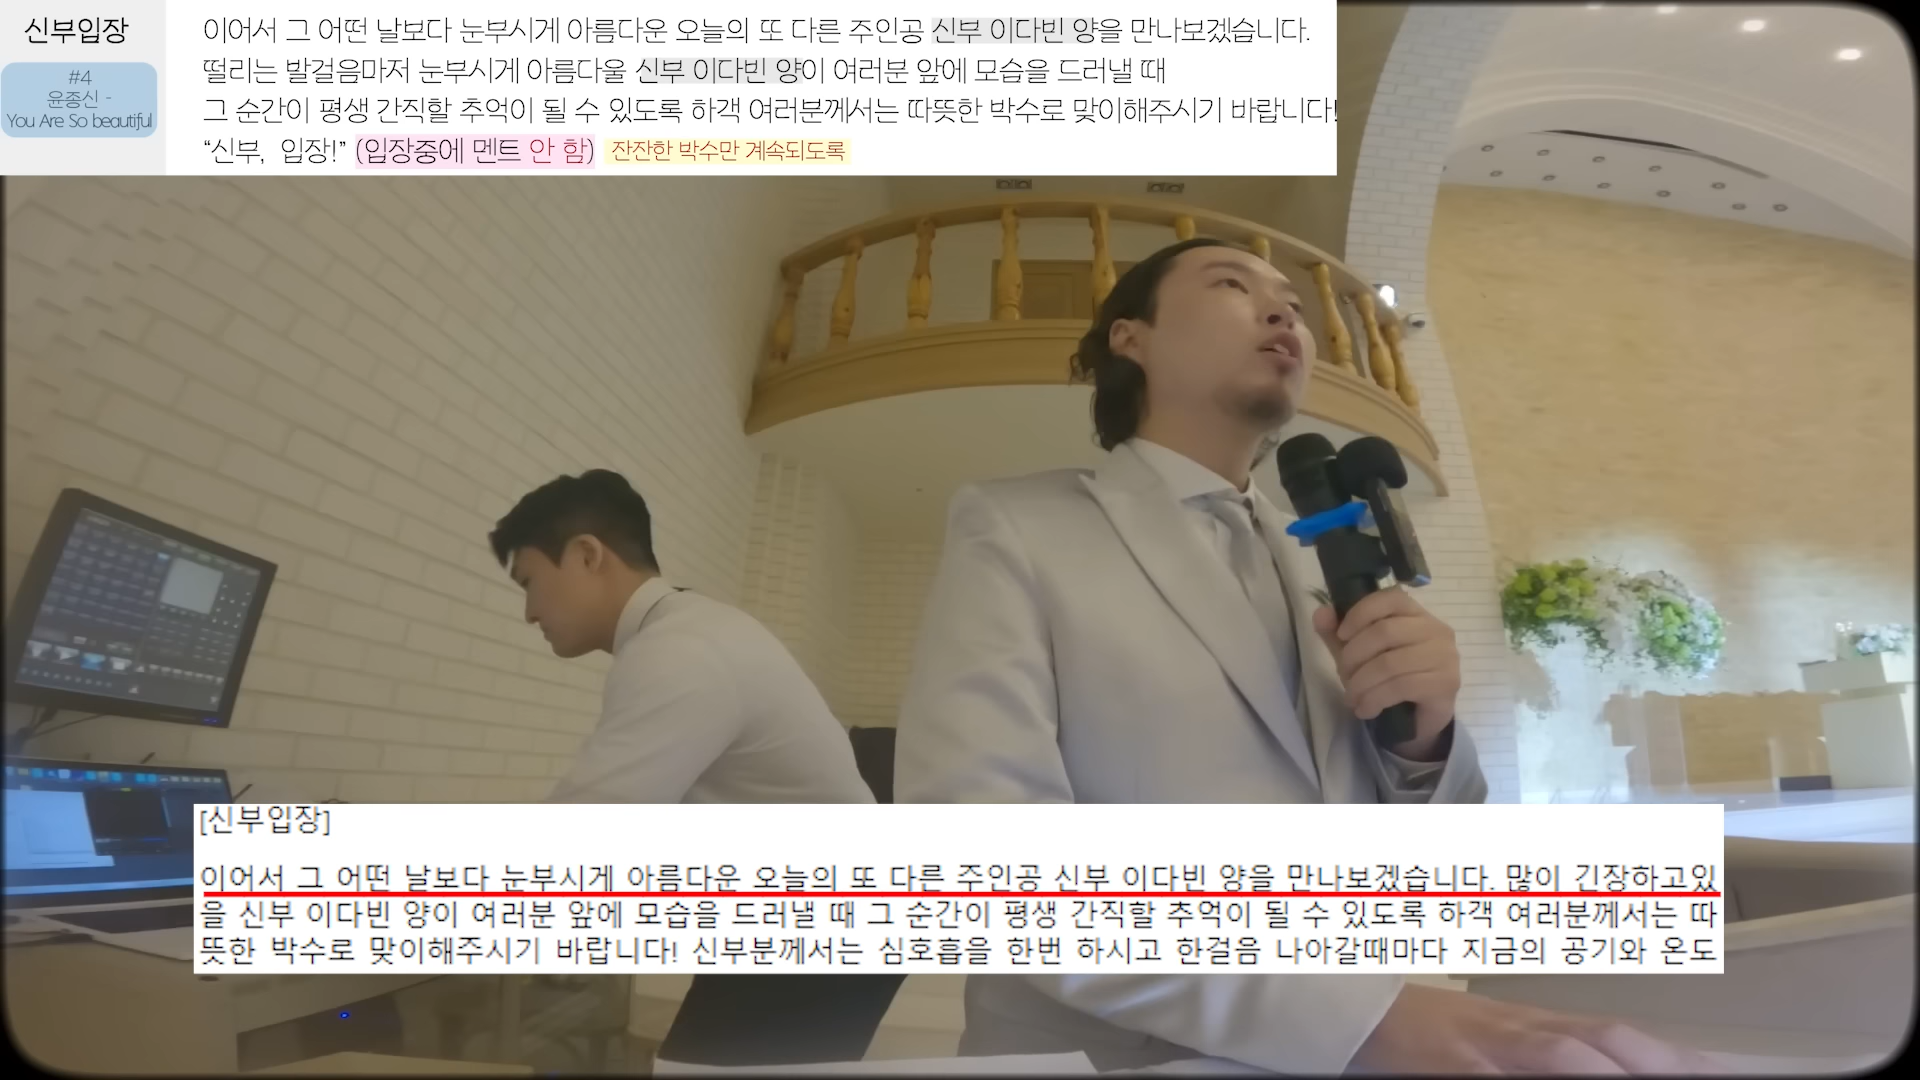 신부입장
#4
윤종신 -
You Are So beautiful
이어서 그 어떤 날보다 눈부시게 아름다운 오늘의 또 다른 주인공 신부 이다빈 양을 만나보겠습니다.
떨리는 발걸음마저 눈부시게 아름다울 신부 이다빈 양이 여러분 앞에 모습을 드러낼 때
그 순간이 평생 간직할 추억이 될 수 있도록 하객 여러분께서는 따뜻한 박수로 맞이해주시기 바랍니다!
“신부, 입장!” (입장중에 멘트 안 함) 잔잔한 박수만 계속되도록
[신부입장]
이어서 그 어떤 날보다 눈부시게 아름다운 오늘의 또 다른 주인공 신부 이다빈 양을 만나보겠습니다. 많이 긴장하고있
을 신부 이다빈 양이 여러분 앞에 모습을 드러낼 때 그 순간이 평생 간직할 추억이 될 수 있도록 하객 여러분께서는 따
뜻한 박수로 맞이해주시기 바랍니다! 신부분께서는 심호흡을 한번 하시고 한걸음 나아갈때마다 지금의 공기와 온도